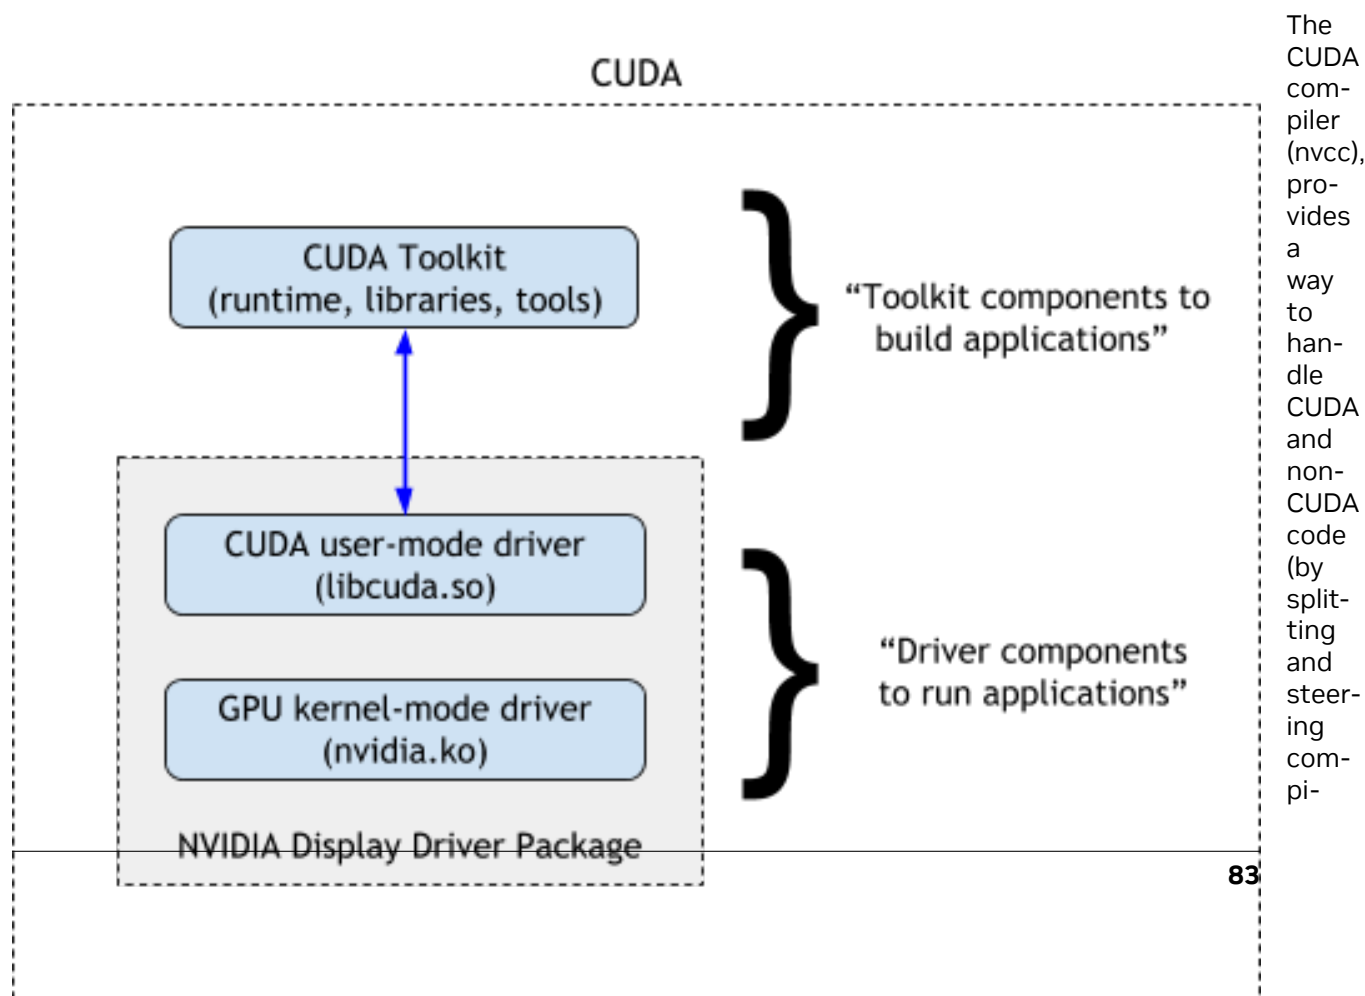 CUDA
CUDA Toolkit
(runtime, libraries, tools)
“Toolkit components to
build applications”
CUDA user-mode driver
(libcuda.so)
GPU kernel-mode driver
(nvidia.ko)
“Driver components
to run applications”
NVIDIA Display Driver Package
83
The
CUDA
com-
piler
(nvcc),
pro-
vides
a
way
to
han-
dle
CUDA
and
non-
CUDA
code
(by
split-
ting
and
steer-
ing
com-
pi-